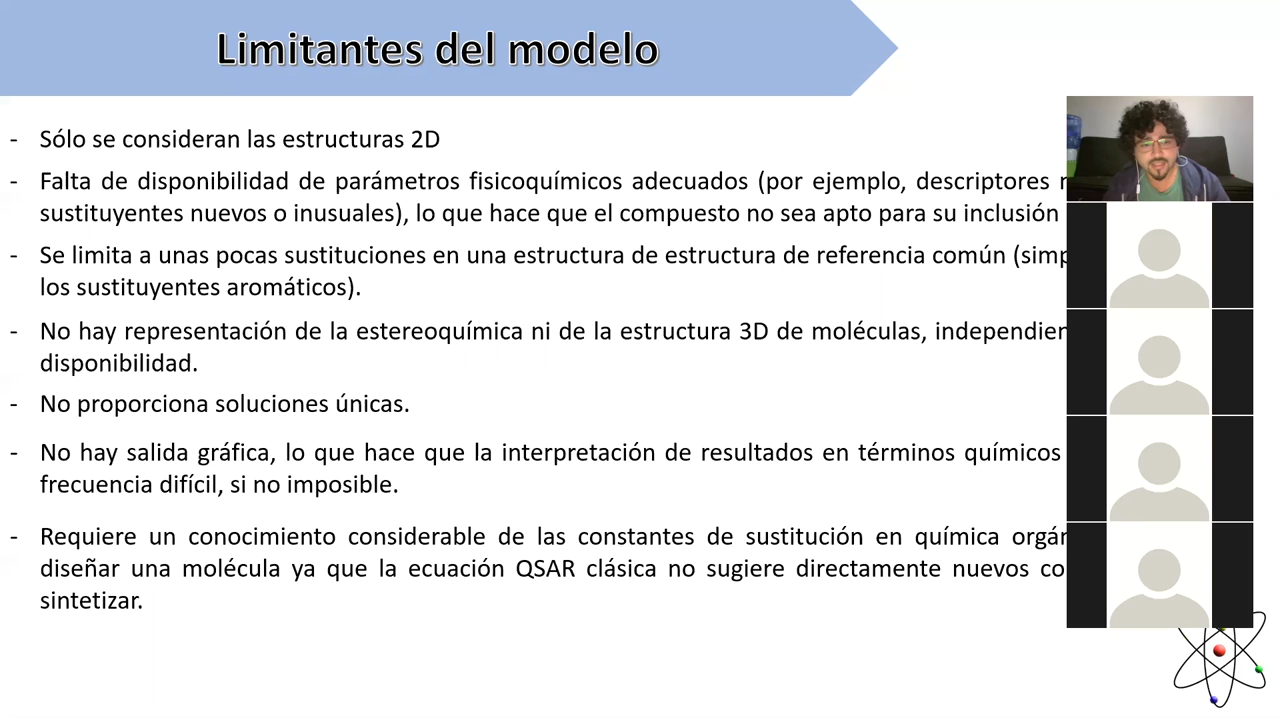 Limitantes del modelo
- Sólo se consideran las estructuras 2D
- Falta de disponibilidad de parámetros fisicoquímicos adecuados (por ejemplo, descriptores
sustituyentes nuevos o inusuales), lo que hace que el compuesto no sea apto para su inclusión
- Se limita a unas pocas sustituciones en una estructura de estructura de referencia común
los sustituyentes aromáticos).
- No hay representación de la estereoquímica ni de la estructura 3D de moléculas,
disponibilidad.
- No proporciona soluciones únicas.
- No hay salida gráfica, lo que hace que la interpretación de resultados en términos químicos
frecuencia difícil, si no imposible.
- Requiere un conocimiento considerable de las constantes de sustitución en química
diseñar una molécula ya que la ecuación QSAR clásica no sugiere directamente nuevos
sintetizar.